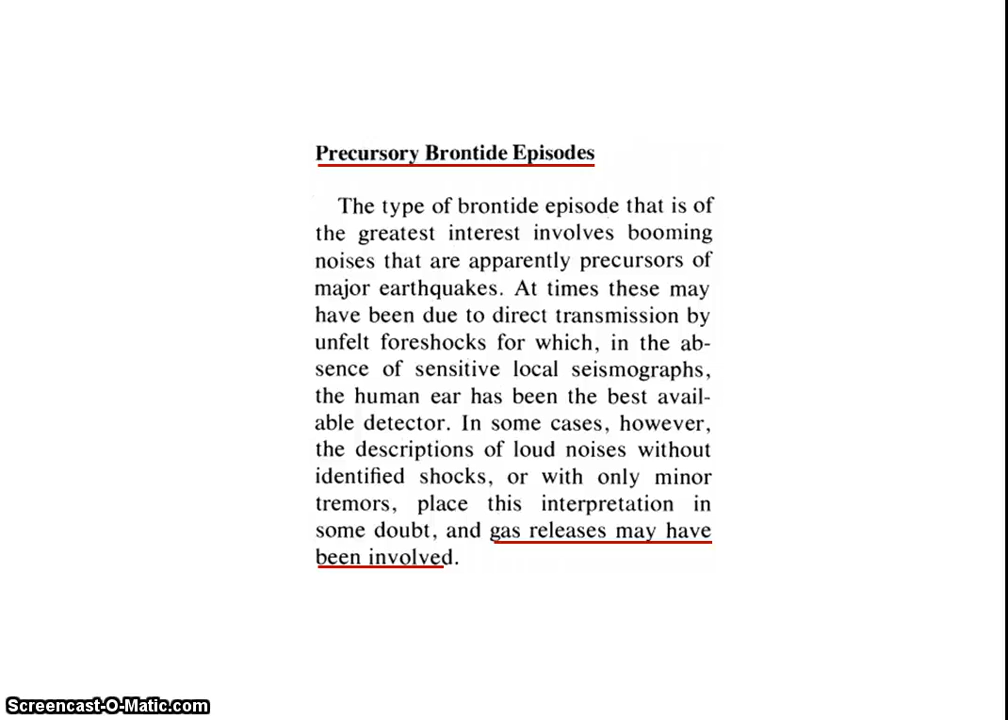 Precursory Brontide Episodes
The type of brontide episode that is of
the greatest interest involves booming
noises that are apparently precursors of
major earthquakes. At times these may
have been due to direct transmission by
unfelt foreshocks for which, in the ab-
sence of sensitive local seismographs,
the human ear has been the best avail-
able detector. In some cases, however,
the descriptions of loud noises without
identified shocks, or with only minor
tremors, place this interpretation in
some doubt, and gas releases may have
been involved.
Screencast-O-Matic.com